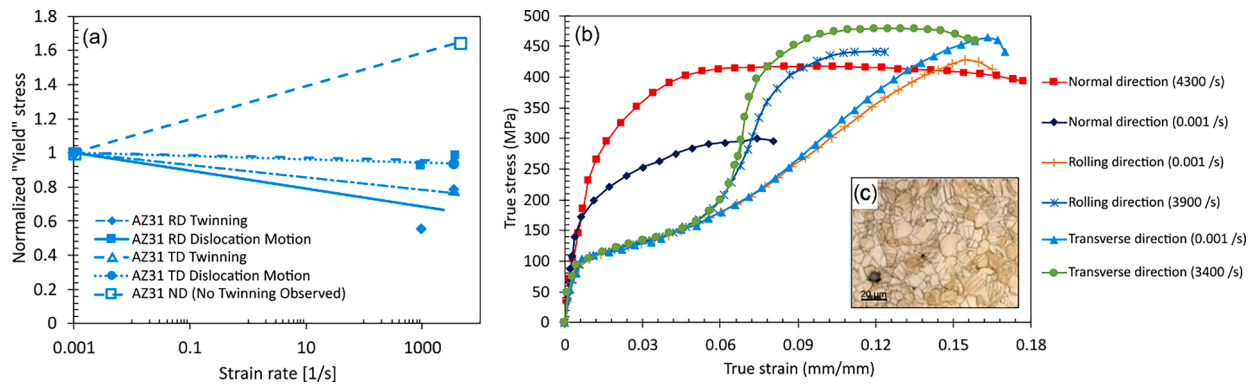 (a)
Normalized "Yield" stress
1.8
1.6
1.4
1.2
1
0.8
0.6
0.4
0.2
0
AZ31 RD Twinning
AZ31 RD Dislocation Motion
AZ31 TD Twinning
AZ31 TD Dislocation Motion
AZ31 ND (No Twinning Observed)
0.001 0.1 10 1000
Strain rate [1/s]
(b)
True stress (MPa)
500
450
400
350
300
250
200
150
100
50
0
0 0.03 0.06 0.09 0.12 0.15 0.18
True strain (mm/mm)
(c)
20 μm
Normal direction (4300 /s)
Normal direction (0.001 /s)
Rolling direction (0.001 /s)
Rolling direction (3900 /s)
Transverse direction (0.001 /s)
Transverse direction (3400 /s)